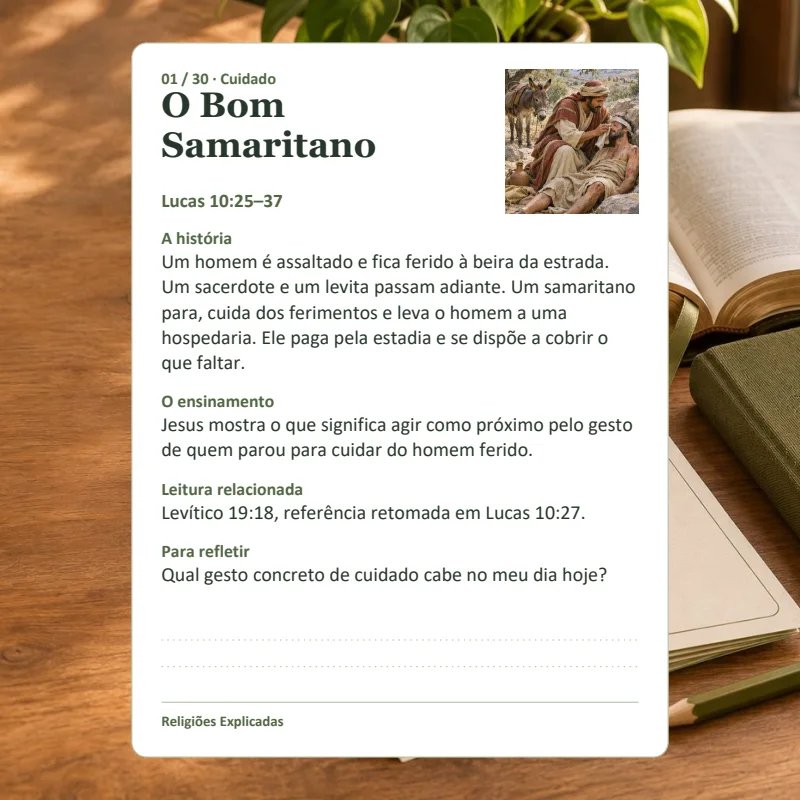 01 / 30 · Cuidado
O Bom
Samaritano
Lucas 10:25–37
A história
Um homem é assaltado e fica ferido à beira da estrada.
Um sacerdote e um levita passam adiante. Um samaritano
para, cuida dos ferimentos e leva o homem a uma
hospedaria. Ele paga pela estadia e se dispõe a cobrir o
que faltar.
O ensinamento
Jesus mostra o que significa agir como próximo pelo gesto
de quem parou para cuidar do homem ferido.
Leitura relacionada
Levítico 19:18, referência retomada em Lucas 10:27.
Para refletir
Qual gesto concreto de cuidado cabe no meu dia hoje?
Religiões Explicadas